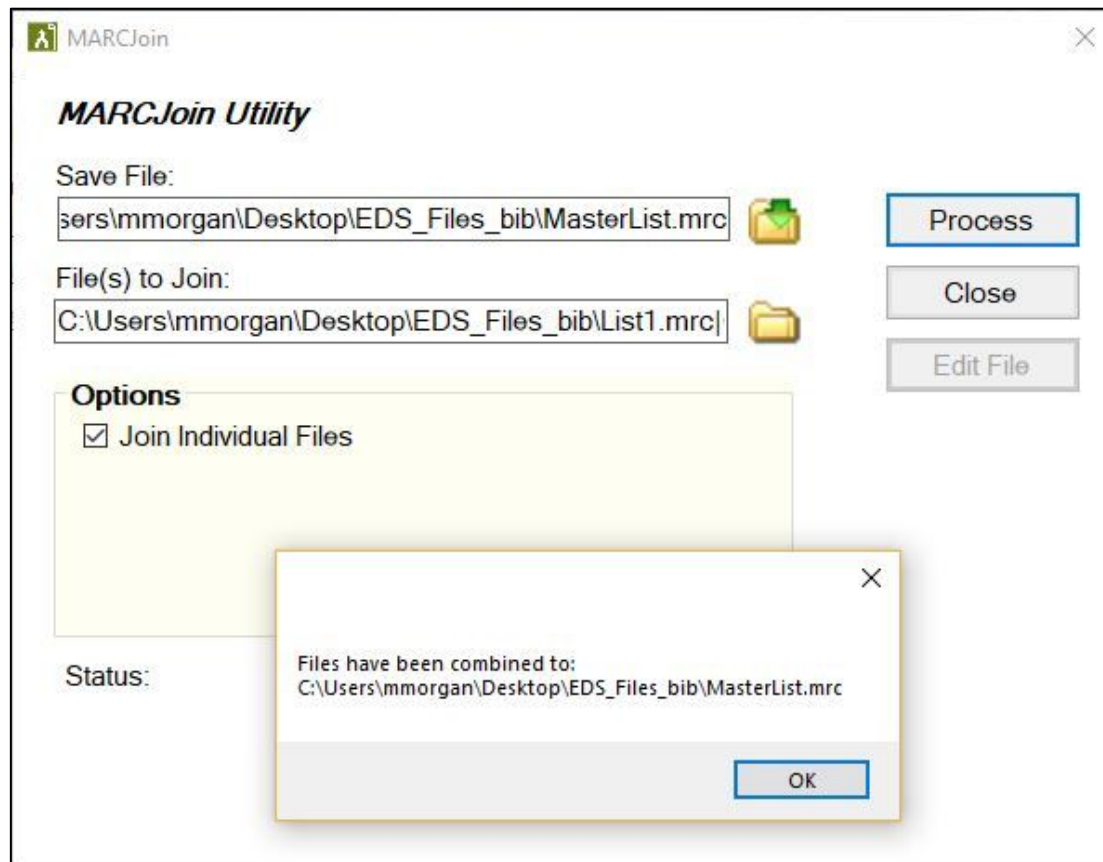 MARCJoin
MARCJoin Utility
Save File:
sers\mmorgan\Desktop\EDS_Files_bib\MasterList.mrc
Process
File(s) to Join:
C:\Users\mmorgan\Desktop\EDS_Files_bib\List1.mrc|
Close
Edit File
Options
Join Individual Files
Files have been combined to:
C:\Users\mmorgan\Desktop\EDS_Files_bib\MasterList.mrc
Status:
OK